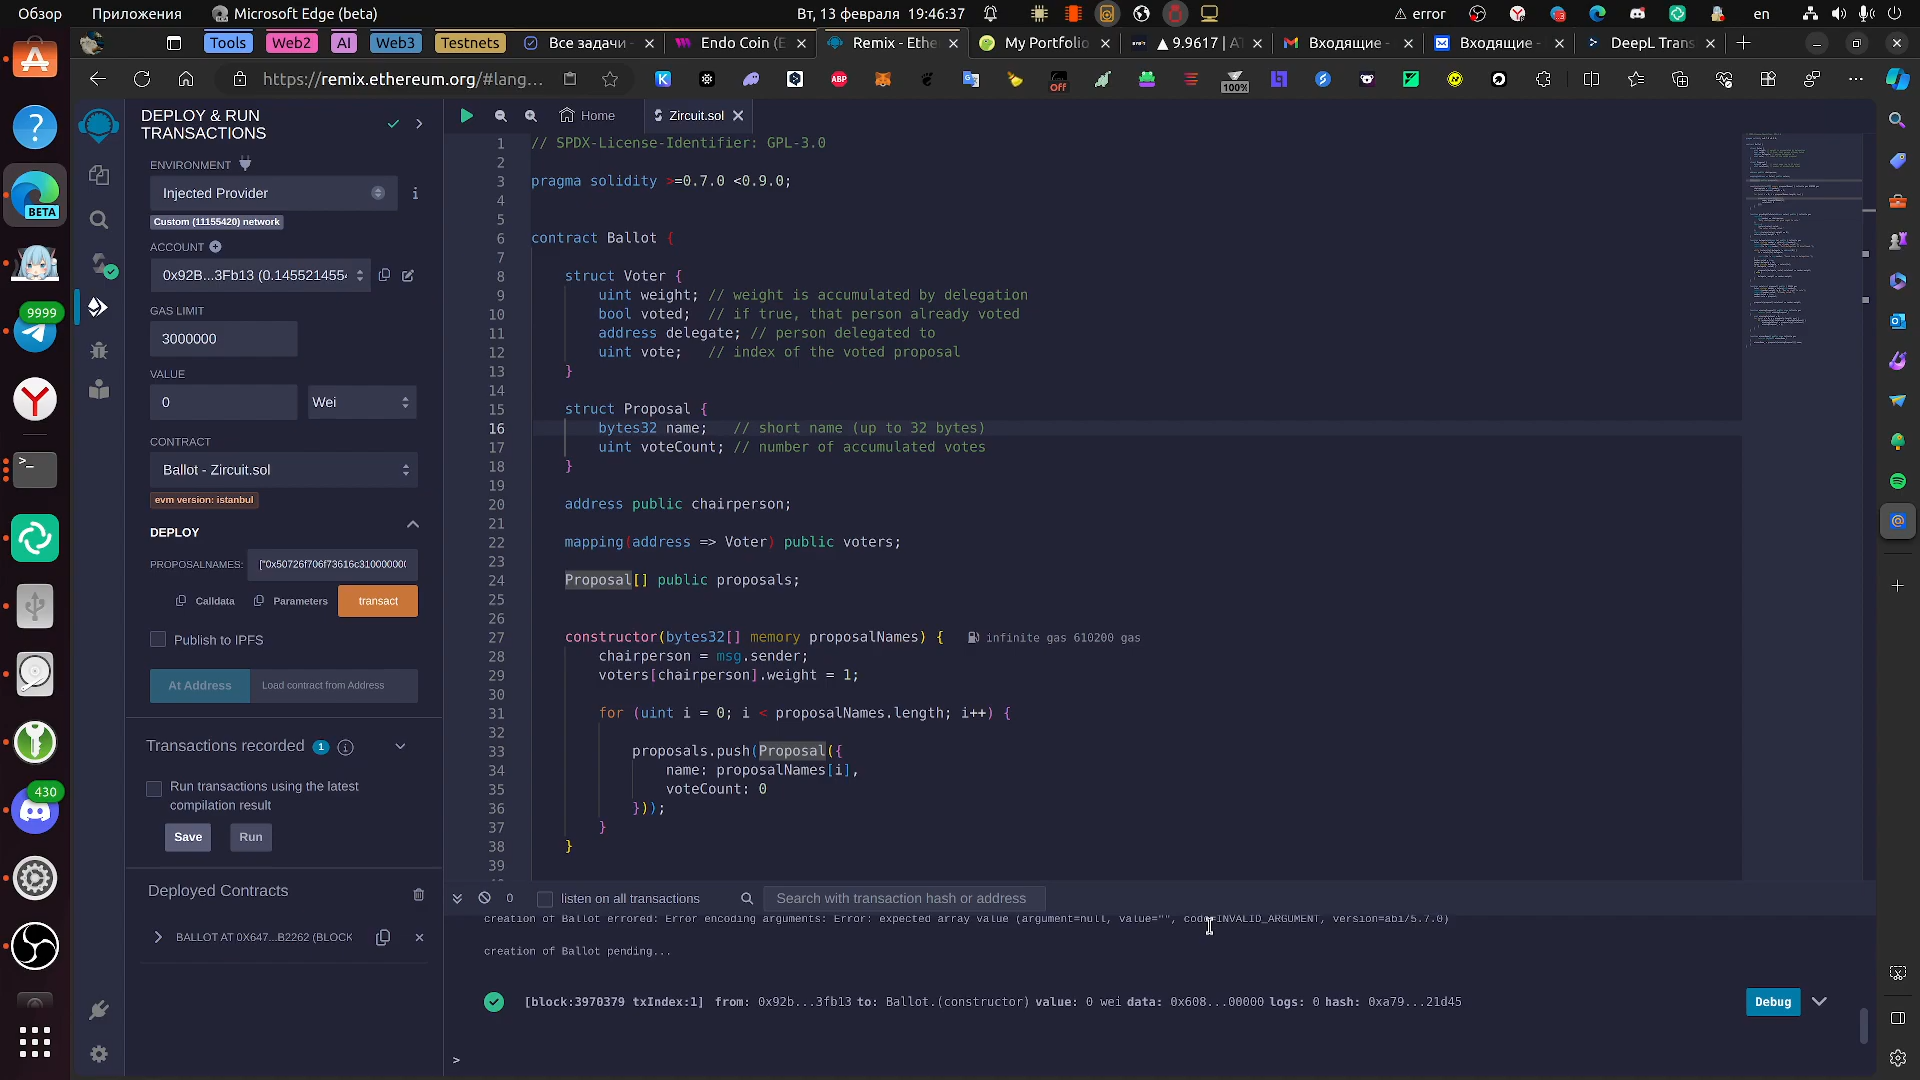 Обзор
Приложения
Microsoft Edge (beta)
Вт, 13 февраля 19:46:37
error
en
Tools
Web2
AI
Web3
Testnets
Все задачи -
Endo Coin (E
Remix - Ethe
My Portfolio
▲ 9.9617 | AT
Входящие -
Входящие -
DeepL Trans
https://remix.ethereum.org/#lang...
ABP
Off
100%
DEPLOY & RUN
TRANSACTIONS
ENVIRONMENT
Injected Provider
Custom (11155420) network
ACCOUNT
0x92B...3Fb13 (0.1455214554
GAS LIMIT
3000000
VALUE
0
Wei
CONTRACT
Ballot - Zircuit.sol
evm version: istanbul
DEPLOY
PROPOSALNAMES:
["0x50726f706f73616c31000000(
Calldata
Parameters
transact
Publish to IPFS
At Address
Load contract from Address
Transactions recorded 1
Run transactions using the latest
compilation result
Save
Run
Deployed Contracts
BALLOT AT 0X647...B2262 (BLOCK
BETA
9999
430
Home
Zircuit.sol
1 // SPDX-License-Identifier: GPL-3.0
2
3 pragma solidity >=0.7.0 <0.9.0;
4
5
6 contract Ballot {
7
8 struct Voter {
9 uint weight; // weight is accumulated by delegation
10 bool voted;  // if true, that person already voted
11 address delegate; // person delegated to
12 uint vote;   // index of the voted proposal
13 }
14
15 struct Proposal {
16 bytes32 name;   // short name (up to 32 bytes)
17 uint voteCount; // number of accumulated votes
18 }
19
20 address public chairperson;
21
22 mapping(address => Voter) public voters;
23
24 Proposal[] public proposals;
25
26
27 constructor(bytes32[] memory proposalNames) { infinite gas 610200 gas
28 chairperson = msg.sender;
29 voters[chairperson].weight = 1;
30
31 for (uint i = 0; i < proposalNames.length; i++) {
32
33 proposals.push(Proposal({
34 name: proposalNames[i],
35 voteCount: 0
36 }));
37 }
38 }
39
0
listen on all transactions
Search with transaction hash or address
creation of Ballot errored: Error encoding arguments: Error: expected array value (argument=null, value="", code=INVALID_ARGUMENT, version=abi/5.7.0)
creation of Ballot pending...
[block:3970379 txIndex:1] from: 0x92b...3fb13 to: Ballot.(constructor) value: 0 wei data: 0x608...00000 logs: 0 hash: 0xa79...21d45
Debug
>